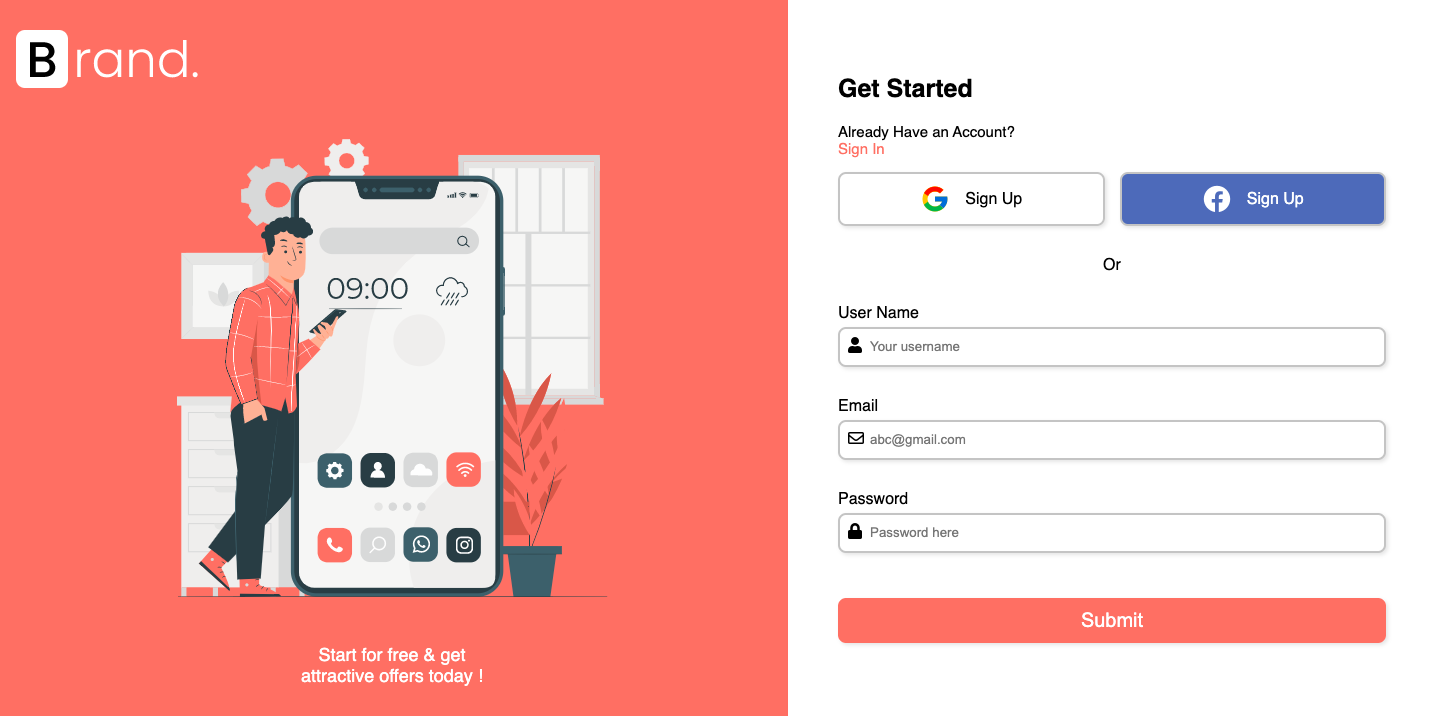 Brand.
09:00
Start for free & get
attractive offers today !
Get Started
Already Have an Account?
Sign In
Sign Up
Sign Up
Or
User Name
Your username
Email
abc@gmail.com
Password
Password here
Submit